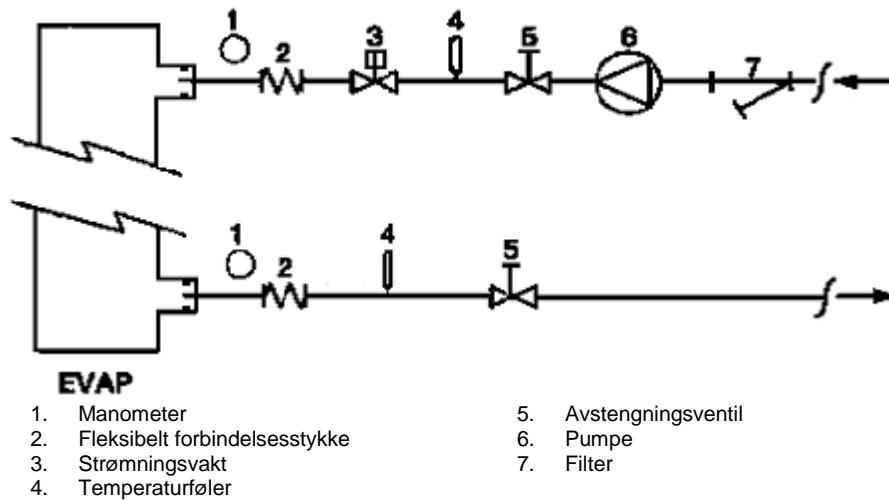 1 2 3 4 5 6 7
1 2 4 5
EVAP
1. Manometer
2. Fleksibelt forbindelsesstykke
3. Strømningsvakt
4. Temperaturføler
5. Avstengningsventil
6. Pumpe
7. Filter